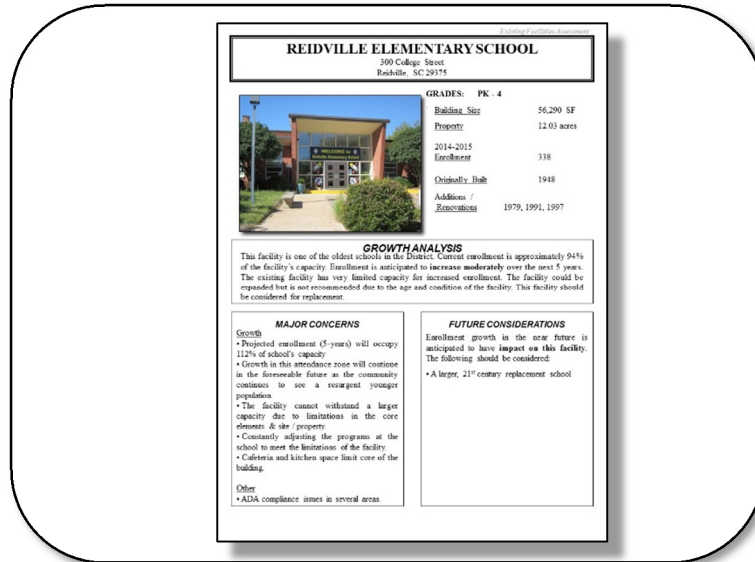 Existing Facilities Assessment
REIDVILLE ELEMENTARY SCHOOL
300 College Street
Reidville, SC 29375
GRADES: PK - 4
Building Size 56,290 SF
Property 12.03 acres
2014-2015
Enrollment 338
Originally Built 1948
Additions /
Renovations 1979, 1991, 1997
WELCOME to
Reidville Elementary School
GROWTH ANALYSIS
This facility is one of the oldest schools in the District. Current enrollment is approximately 94%
of the facility's capacity. Enrollment is anticipated to increase moderately over the next 5 years.
The existing facility has very limited capacity for increased enrollment. The facility could be
expanded but is not recommended due to the age and condition of the facility. This facility should
be considered for replacement.
MAJOR CONCERNS
Growth
• Projected enrollment (5-years) will occupy
112% of school's capacity
• Growth in this attendance zone will continue
in the foreseeable future as the community
continues to see a resurgent younger
population.
• The facility cannot withstand a larger
capacity due to limitations in the core
elements & site / property.
• Constantly adjusting the programs at the
school to meet the limitations of the facility.
• Cafeteria and kitchen space limit core of the
building.
Other
• ADA compliance issues in several areas.
FUTURE CONSIDERATIONS
Enrollment growth in the near future is
anticipated to have impact on this facility.
The following should be considered:
• A larger, 21st century replacement school